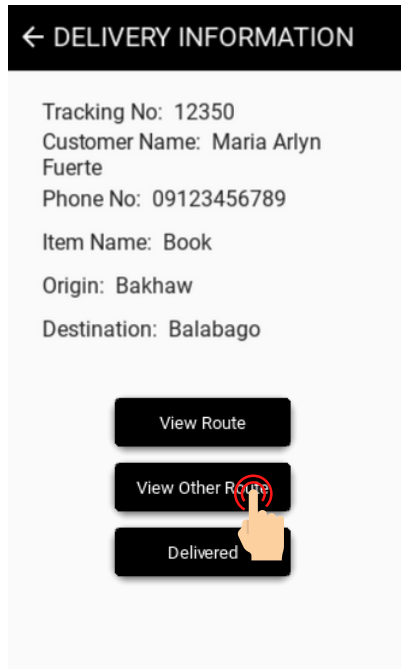 ← DELIVERY INFORMATION
Tracking No: 12350
Customer Name: Maria Arlyn
Fuerte
Phone No: 09123456789
Item Name: Book
Origin: Bakhaw
Destination: Balabago
View Route
View Other Route
Delivered